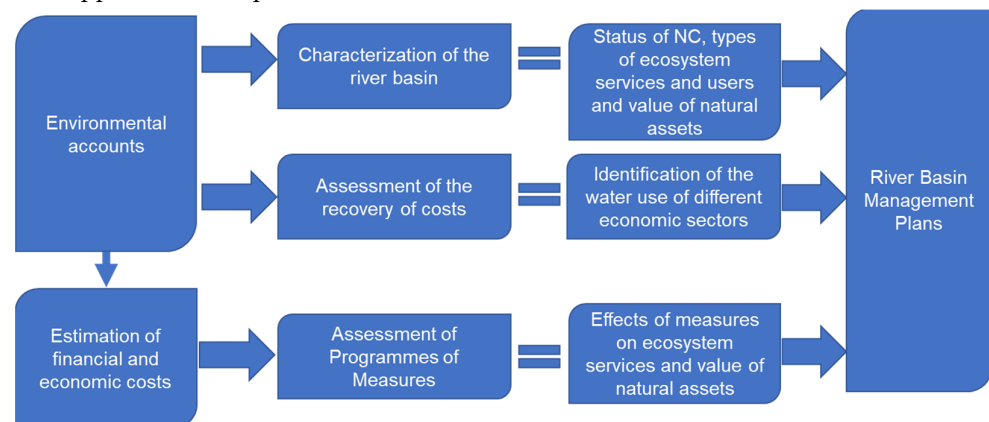 Environmental
accounts
Characterization of the
river basin
Status of NC, types
of ecosystem
services and users
and value of natural
assets
Assessment of the
recovery of costs
Identification of the
water use of different
economic sectors
River Basin
Management
Plans
Estimation of
financial and
economic costs
Assessment of
Programmes of
Measures
Effects of measures
on ecosystem
services and value of
natural assets